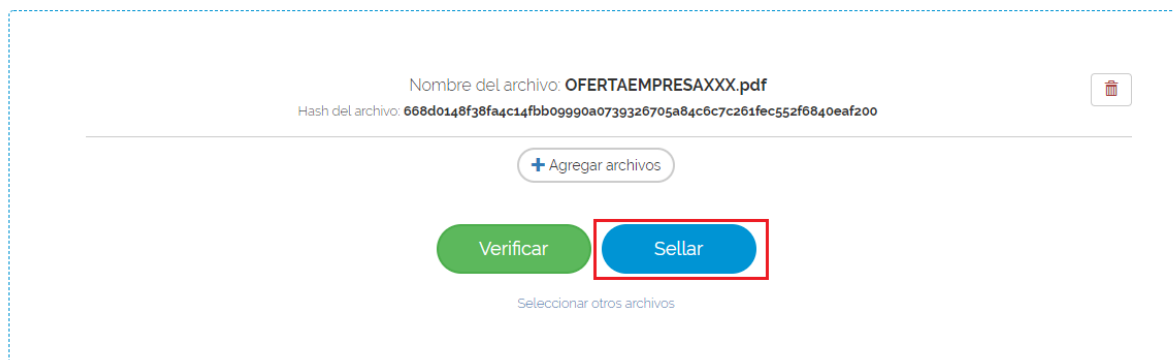 Nombre del archivo: OFERTAEMPRESAXXX.pdf
Hash del archivo: 668d0148f38fa4c14fbb09990a0739326705a84c6c7c261fec552f6840eaf200
Agregar archivos
Verificar
Sellar
Seleccionar otros archivos